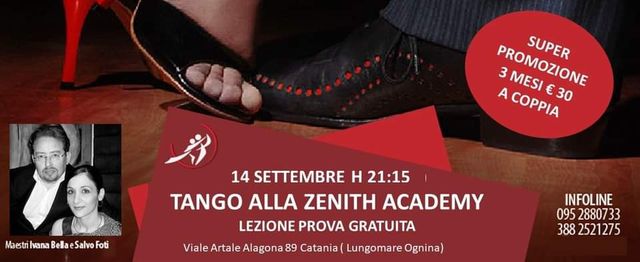 SUPER
PROMOZIONE
3 MESI € 30
A COPPIA
14 SETTEMBRE H 21:15
TANGO ALLA ZENITH ACADEMY
LEZIONE PROVA GRATUITA
Viale Artale Alagona 89 Catania ( Lungomare Ognina)
INFOLINE
095 2880733
388 2521275
Maestri Ivana Bella e Salvo Foti